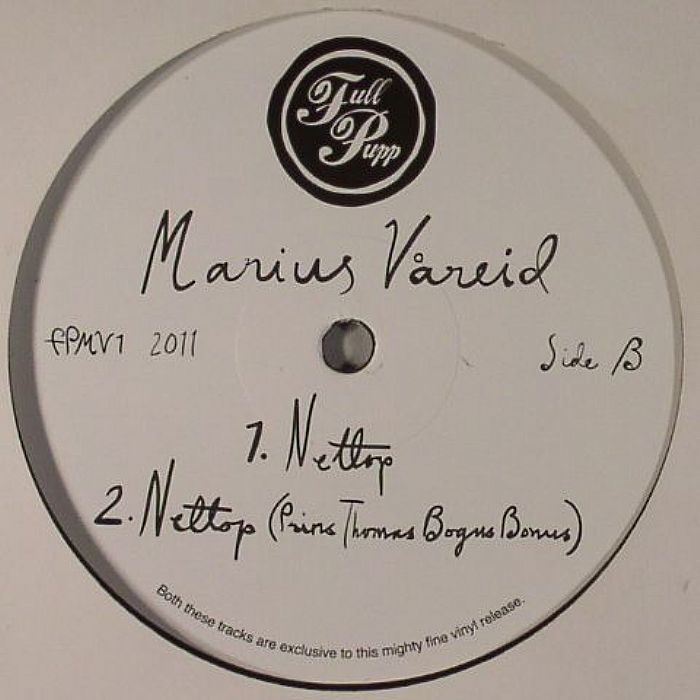 Full
Pupp
Marius Våreid
FPMV1 2011
Side B
1. Nettop
2. Nettop (Prins Thomas Bogus Bonus)
Both these tracks are exclusive to this mighty fine vinyl release.